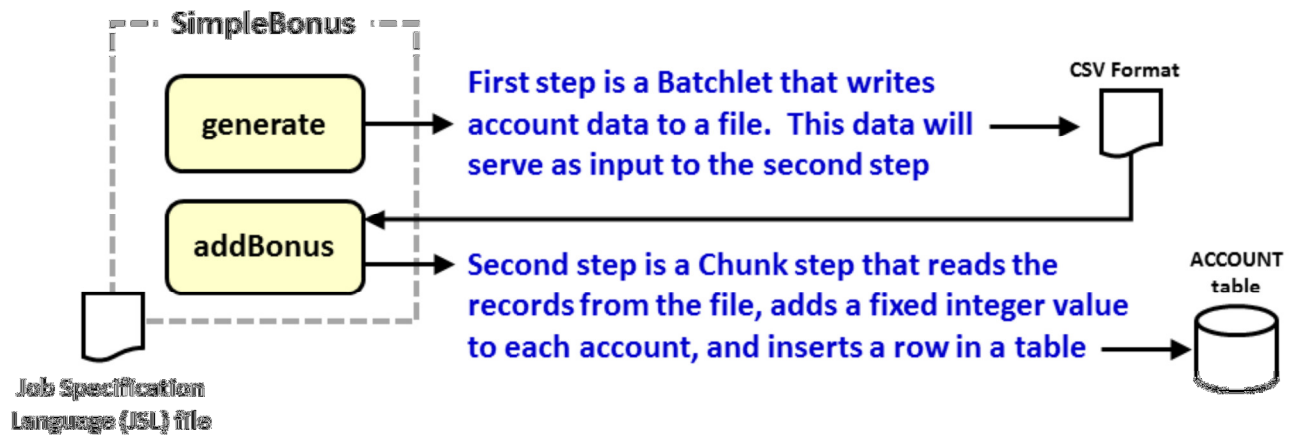 SimpleBonus
generate
First step is a Batchlet that writes
account data to a file. This data will
serve as input to the second step
CSV Format
addBonus
Second step is a Chunk step that reads the
records from the file, adds a fixed integer value
to each account, and inserts a row in a table
ACCOUNT
table
Job Specification
Language (JSL) file